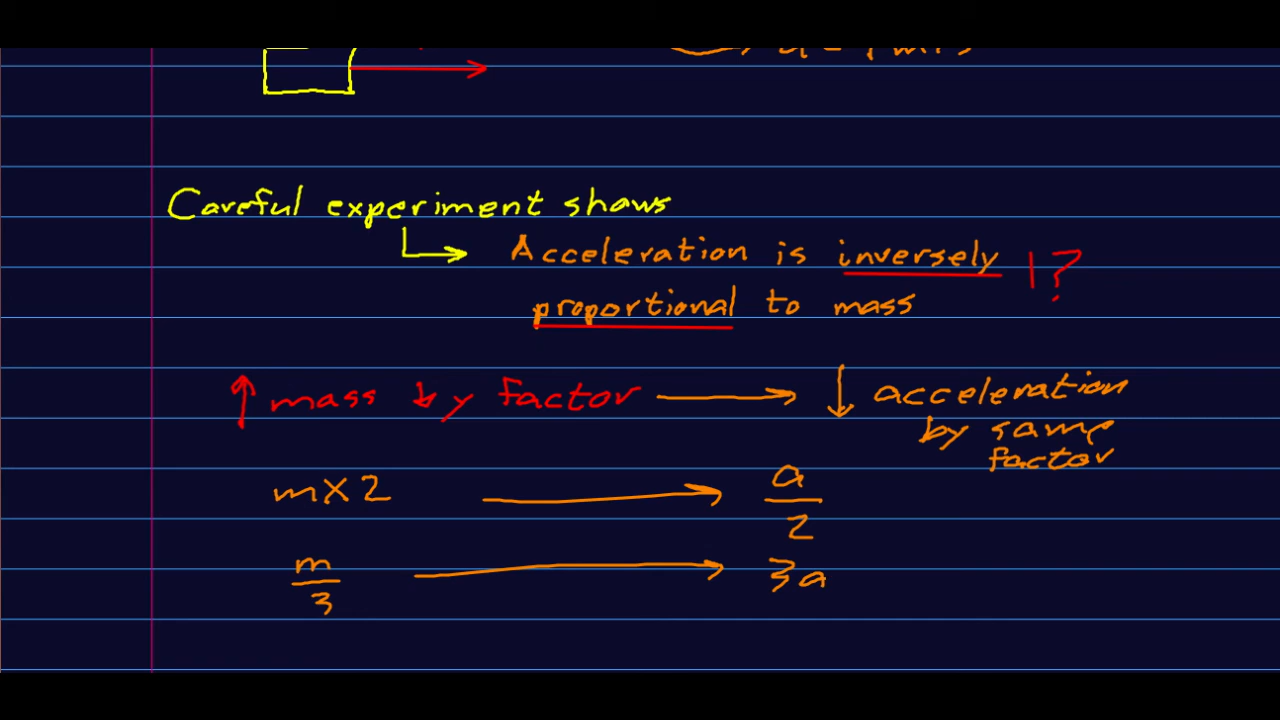 Careful experiment shows
Acceleration is inversely !?
proportional to mass
↑ mass by factor → ↓ acceleration
by same
factor
m x 2 → a/2
m/3 → 3a